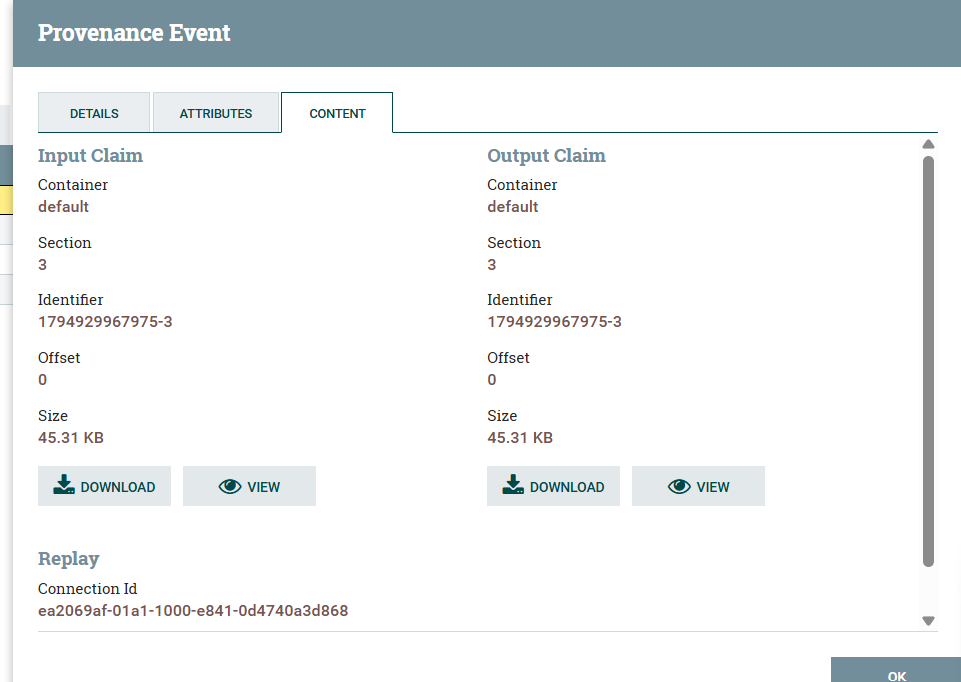 Provenance Event
DETAILS
ATTRIBUTES
CONTENT
Input Claim
Container
default
Section
3
Identifier
1794929967975-3
Offset
0
Size
45.31 KB
DOWNLOAD
VIEW
Output Claim
Container
default
Section
3
Identifier
1794929967975-3
Offset
0
Size
45.31 KB
DOWNLOAD
VIEW
Replay
Connection Id
ea2069af-01a1-1000-e841-0d4740a3d868
OK